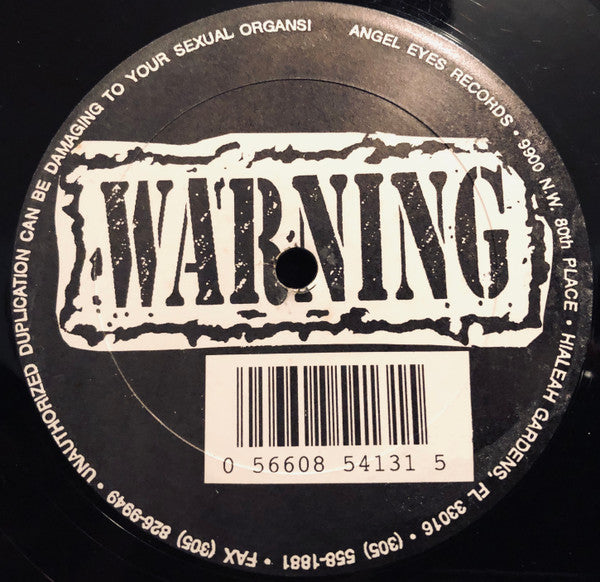 UNAUTHORIZED DUPLICATION CAN BE DAMAGING TO YOUR SEXUAL ORGANS!
ANGEL EYES RECORDS • 9900 N.W. 80th PLACE • HIALEAH GARDENS, FL 33016 • (305) 558-1881 • FAX (305) 826-9949 •
WARNING
0 56608 54131 5